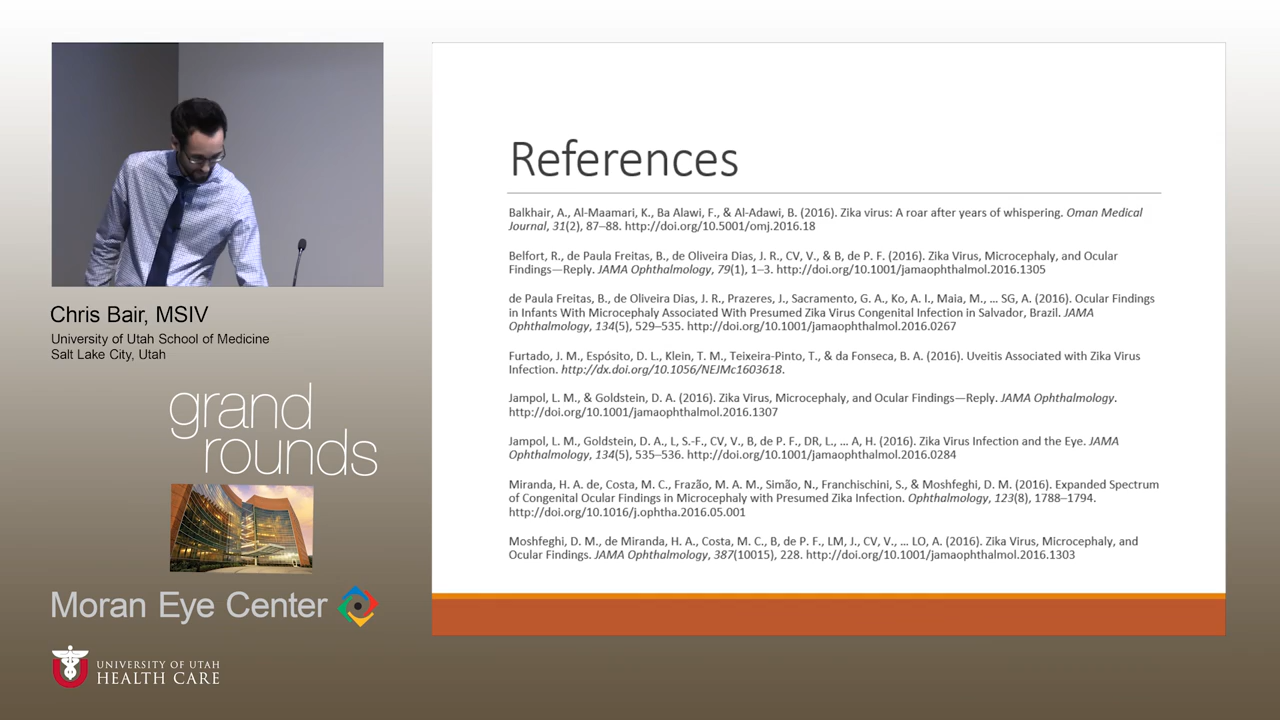 Chris Bair, MSIV
University of Utah School of Medicine
Salt Lake City, Utah
grand
rounds
Moran Eye Center
UNIVERSITY OF UTAH
HEALTH CARE
References
Balkhair, A., Al-Maamari, K., Ba Alawi, F., & Al-Adawi, B. (2016). Zika virus: A roar after years of whispering. Oman Medical
Journal, 31(2), 87–88. http://doi.org/10.5001/omj.2016.18
Belfort, R., de Paula Freitas, B., de Oliveira Dias, J. R., CV, V., & B, de P. F. (2016). Zika Virus, Microcephaly, and Ocular
Findings—Reply. JAMA Ophthalmology, 79(1), 1–3. http://doi.org/10.1001/jamaophthalmol.2016.1305
de Paula Freitas, B., de Oliveira Dias, J. R., Prazeres, J., Sacramento, G. A., Ko, A. I., Maia, M., … SG, A. (2016). Ocular Findings
in Infants With Microcephaly Associated With Presumed Zika Virus Congenital Infection in Salvador, Brazil. JAMA
Ophthalmology, 134(5), 529–535. http://doi.org/10.1001/jamaophthalmol.2016.0267
Furtado, J. M., Espósito, D. L., Klein, T. M., Teixeira-Pinto, T., & da Fonseca, B. A. (2016). Uveitis Associated with Zika Virus
Infection. http://dx.doi.org/10.1056/NEJMc1603618.
Jampol, L. M., & Goldstein, D. A. (2016). Zika Virus, Microcephaly, and Ocular Findings—Reply. JAMA Ophthalmology.
http://doi.org/10.1001/jamaophthalmol.2016.1307
Jampol, L. M., Goldstein, D. A., L, S.-F., CV, V., B, de P. F., DR, L., … A, H. (2016). Zika Virus Infection and the Eye. JAMA
Ophthalmology, 134(5), 535–536. http://doi.org/10.1001/jamaophthalmol.2016.0284
Miranda, H. A. de, Costa, M. C., Frazão, M. A. M., Simão, N., Franchischini, S., & Moshfeghi, D. M. (2016). Expanded Spectrum
of Congenital Ocular Findings in Microcephaly with Presumed Zika Infection. Ophthalmology, 123(8), 1788–1794.
http://doi.org/10.1016/j.ophtha.2016.05.001
Moshfeghi, D. M., de Miranda, H. A., Costa, M. C., B, de P. F., LM, J., CV, V., … LO, A. (2016). Zika Virus, Microcephaly, and
Ocular Findings. JAMA Ophthalmology, 387(10015), 228. http://doi.org/10.1001/jamaophthalmol.2016.1303